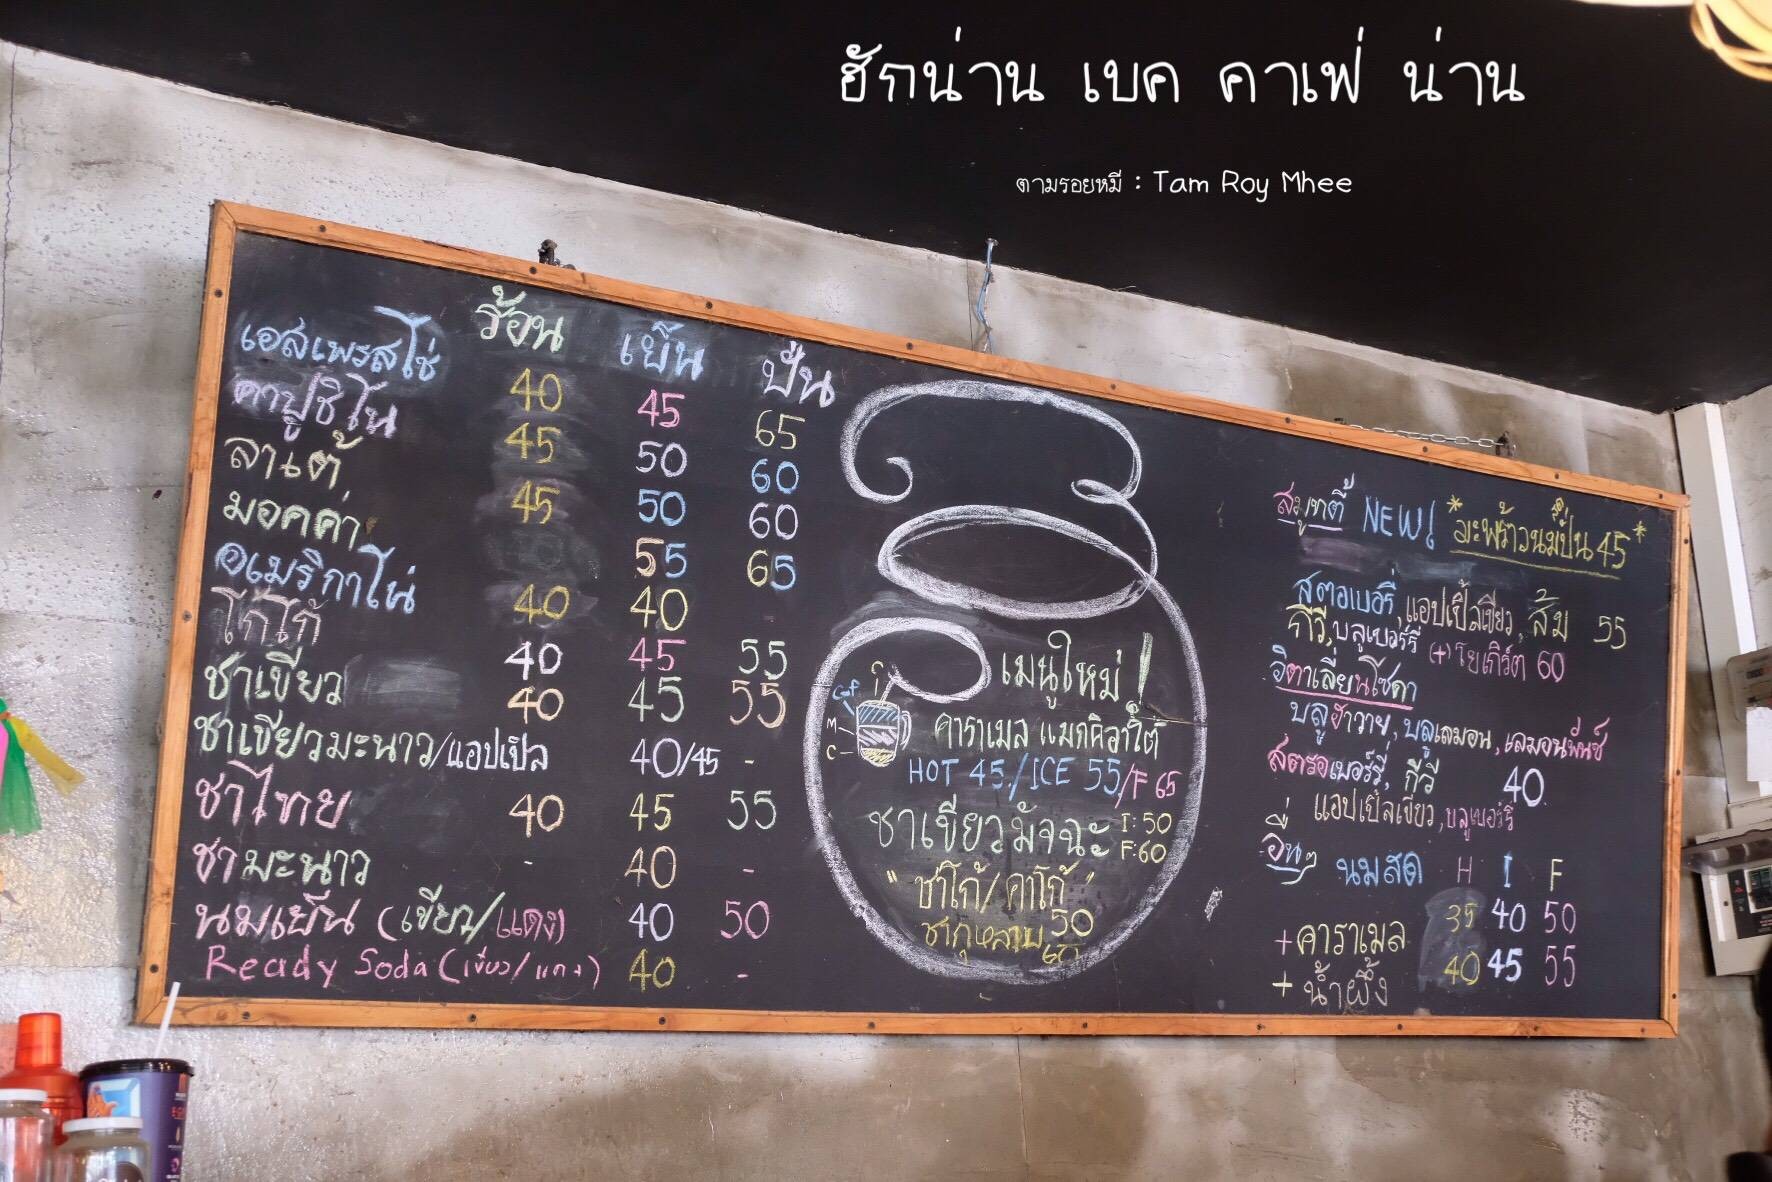 ฮักน่าน เบค คาเฟ่ น่าน
ตามรอยหมี : Tam Roy Mhee
ร้อน เย็น ปั่น
เอสเพรสโซ่ 40 45 65
คาปูชิโน 45 50 60
ลาเต้ 45 50 60
มอคค่า 55 65
อเมริกาโน่ 40 40
โก้โก้ 40 45 55
ชาเขียว 40 45 55
ชาเขียวมะนาว/แอปเปิล 40/45 -
ชาไทย 40 45 55
ชามะนาว - 40 -
นมเย็น (เขียว/แดง) 40 50
Ready Soda (เขียว/แดง) 40 -
เมนูใหม่!
คาราเมล แมกคิอาโต้
HOT 45/ICE 55/F 65
ชาเขียวมัจฉะ I:50
F:60
"ชาโก้/คาโก้"
50
ชากุหลาบ 60
C
Cof
M
C
สมูทตี้ NEW! *มะพร้าวนมปั่น 45*
สตอเบอรี่, แอปเปิ้ลเขียว, ส้ม 55
กีวี, บลูเบอร์รี่ (+) โยเกิร์ต 60
อิตาเลี่ยนโซดา
บลูฮาวาย, บลูเลมอน, เลมอนพันช์
สตรอเบอร์รี่, กีวี 40
แอปเปิ้ลเขียว, บลูเบอร์รี่
อื่นๆ นมสด H I F
35 40 50
+คาราเมล
40 45 55
+ น้ำผึ้ง